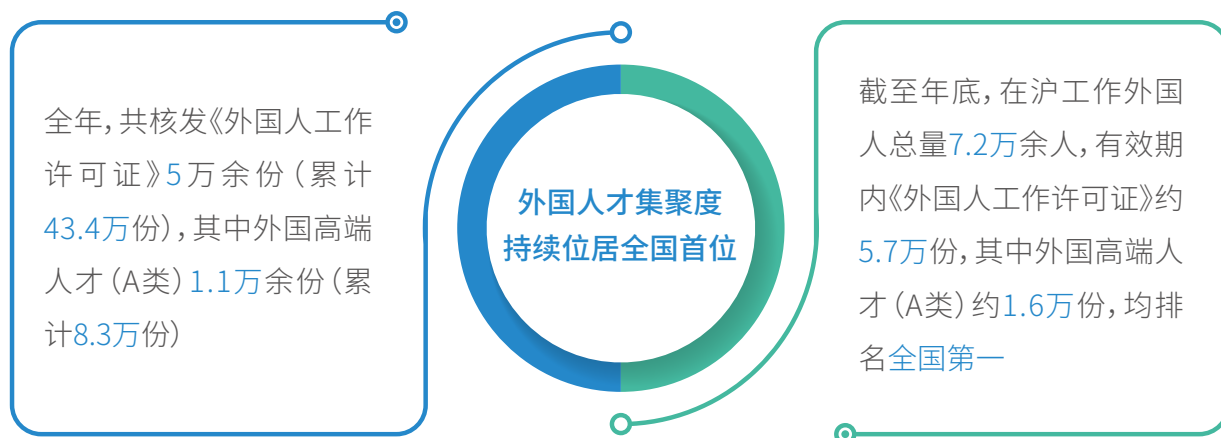 全年，共核发《外国人工作
许可证》5万余份（累计
43.4万份），其中外国高端
人才（A类）1.1万余份（累
计8.3万份）
外国人才集聚度
持续位居全国首位
截至年底，在沪工作外国
人总量7.2万余人，有效期
内《外国人工作许可证》约
5.7万份，其中外国高端人
才（A类）约1.6万份，均排
名全国第一